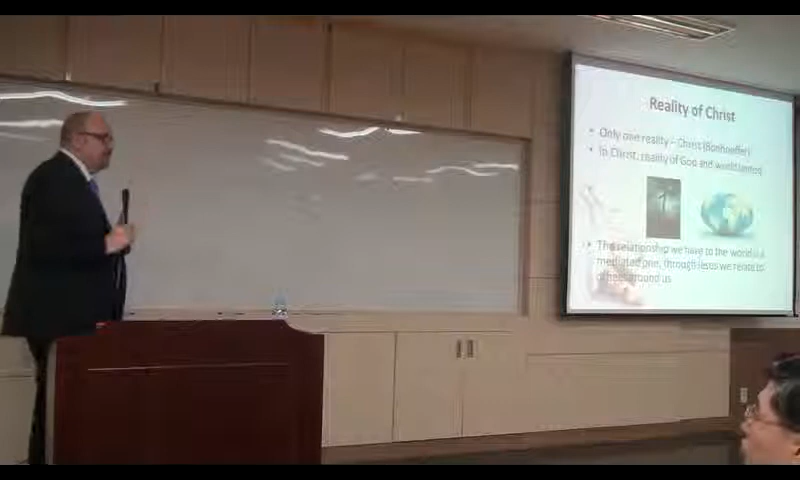 Reality of Christ
• Only one reality – Christ (Bonhoeffer)
• In Christ, reality of God and world united
• The relationship we have to the world is a
mediated one, through Jesus we relate to
others around us